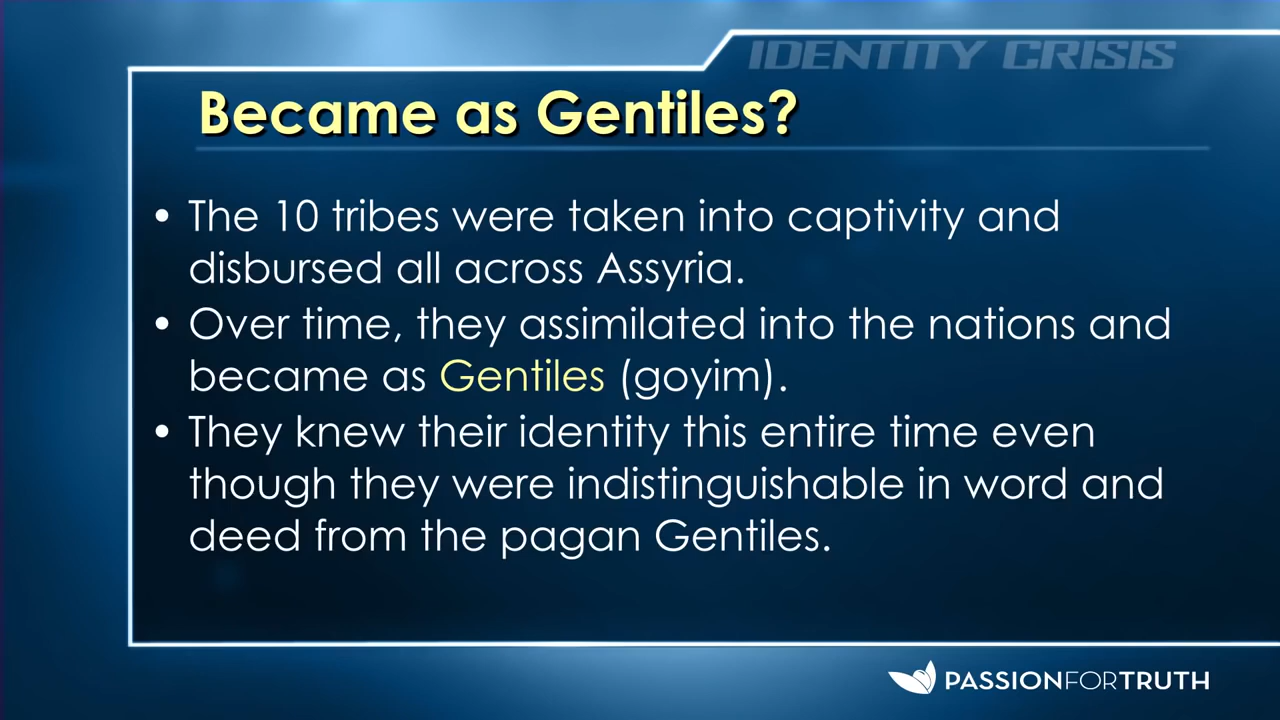 IDENTITY CRISIS
Became as Gentiles?
• The 10 tribes were taken into captivity and
disbursed all across Assyria.
• Over time, they assimilated into the nations and
became as Gentiles (goyim).
• They knew their identity this entire time even
though they were indistinguishable in word and
deed from the pagan Gentiles.
PASSIONFORTRUTH